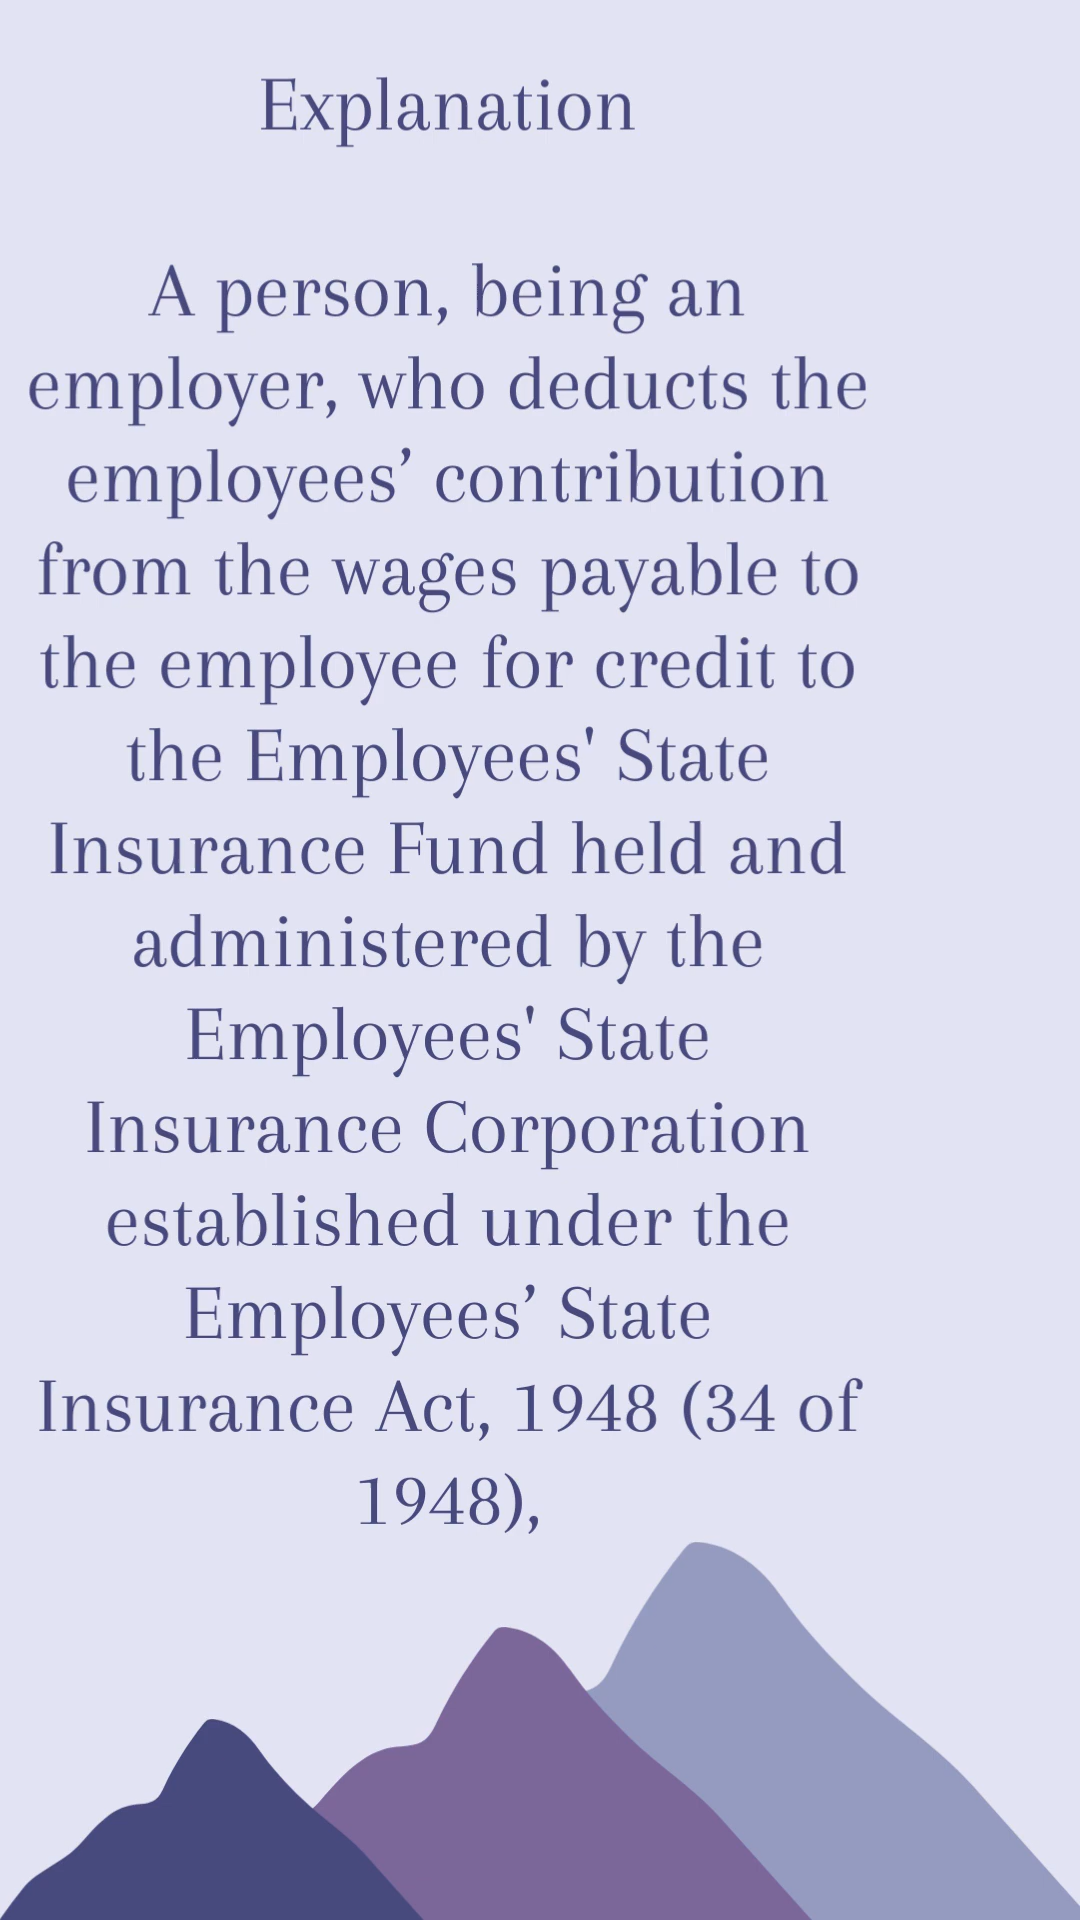 Explanation
A person, being an
employer, who deducts the
employees’ contribution
from the wages payable to
the employee for credit to
the Employees' State
Insurance Fund held and
administered by the
Employees' State
Insurance Corporation
established under the
Employees’ State
Insurance Act, 1948 (34 of
1948),